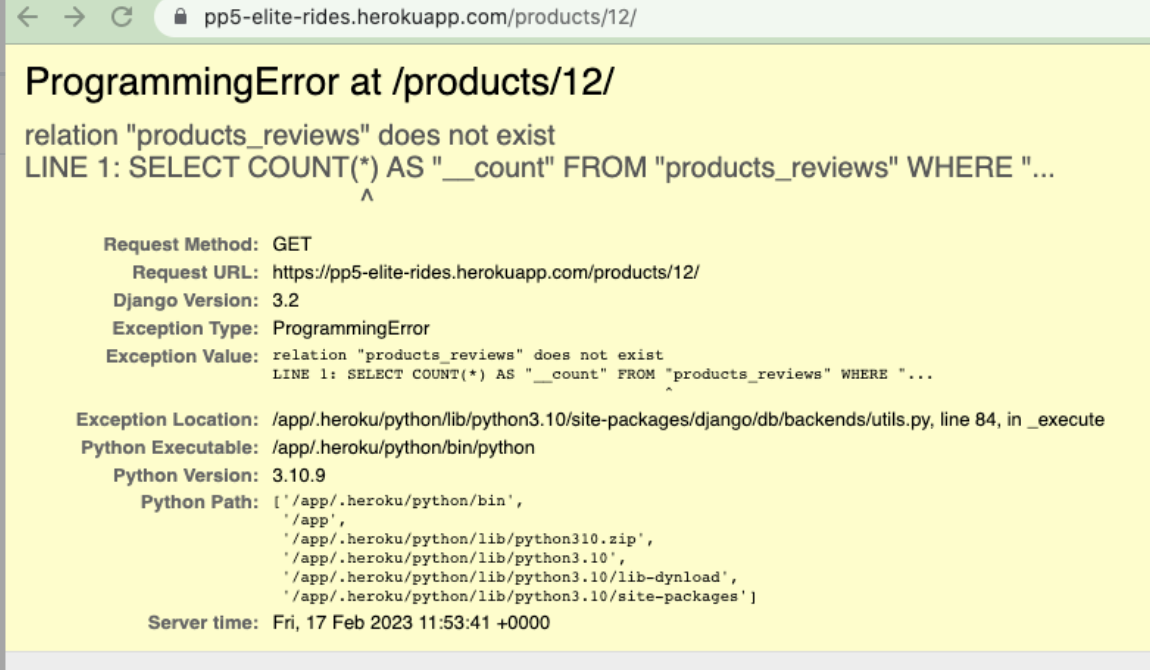 pp5-elite-rides.herokuapp.com/products/12/
ProgrammingError at /products/12/
relation "products_reviews" does not exist
LINE 1: SELECT COUNT(*) AS "__count" FROM "products_reviews" WHERE "...
^
Request Method: GET
Request URL: https://pp5-elite-rides.herokuapp.com/products/12/
Django Version: 3.2
Exception Type: ProgrammingError
Exception Value: relation "products_reviews" does not exist
LINE 1: SELECT COUNT(*) AS "__count" FROM "products_reviews" WHERE "...
^
Exception Location: /app/.heroku/python/lib/python3.10/site-packages/django/db/backends/utils.py, line 84, in _execute
Python Executable: /app/.heroku/python/bin/python
Python Version: 3.10.9
Python Path: ['/app/.heroku/python/bin',
'/app',
'/app/.heroku/python/lib/python310.zip',
'/app/.heroku/python/lib/python3.10',
'/app/.heroku/python/lib/python3.10/lib-dynload',
'/app/.heroku/python/lib/python3.10/site-packages']
Server time: Fri, 17 Feb 2023 11:53:41 +0000